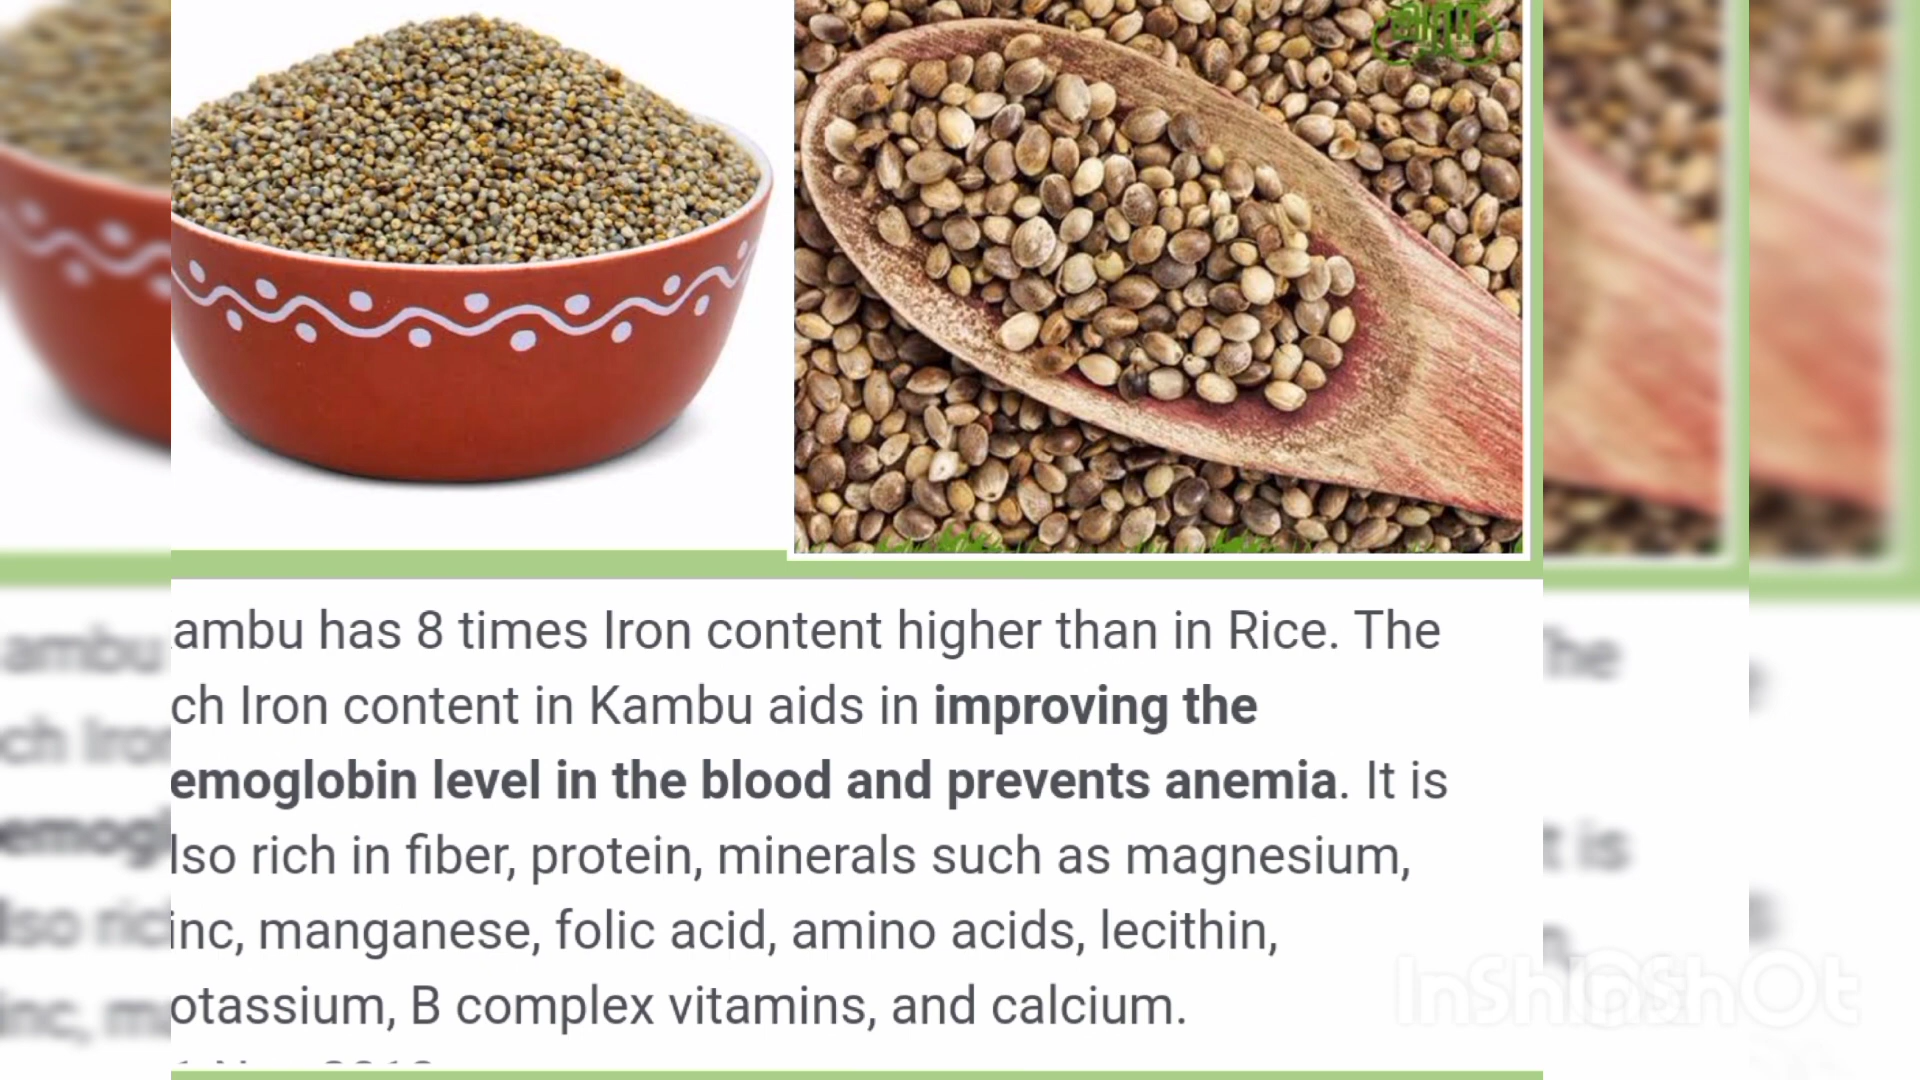 ambu has 8 times Iron content higher than in Rice. The
ch Iron content in Kambu aids in improving the
emoglobin level in the blood and prevents anemia. It is
lso rich in fiber, protein, minerals such as magnesium,
inc, manganese, folic acid, amino acids, lecithin,
otassium, B complex vitamins, and calcium.
InShOt